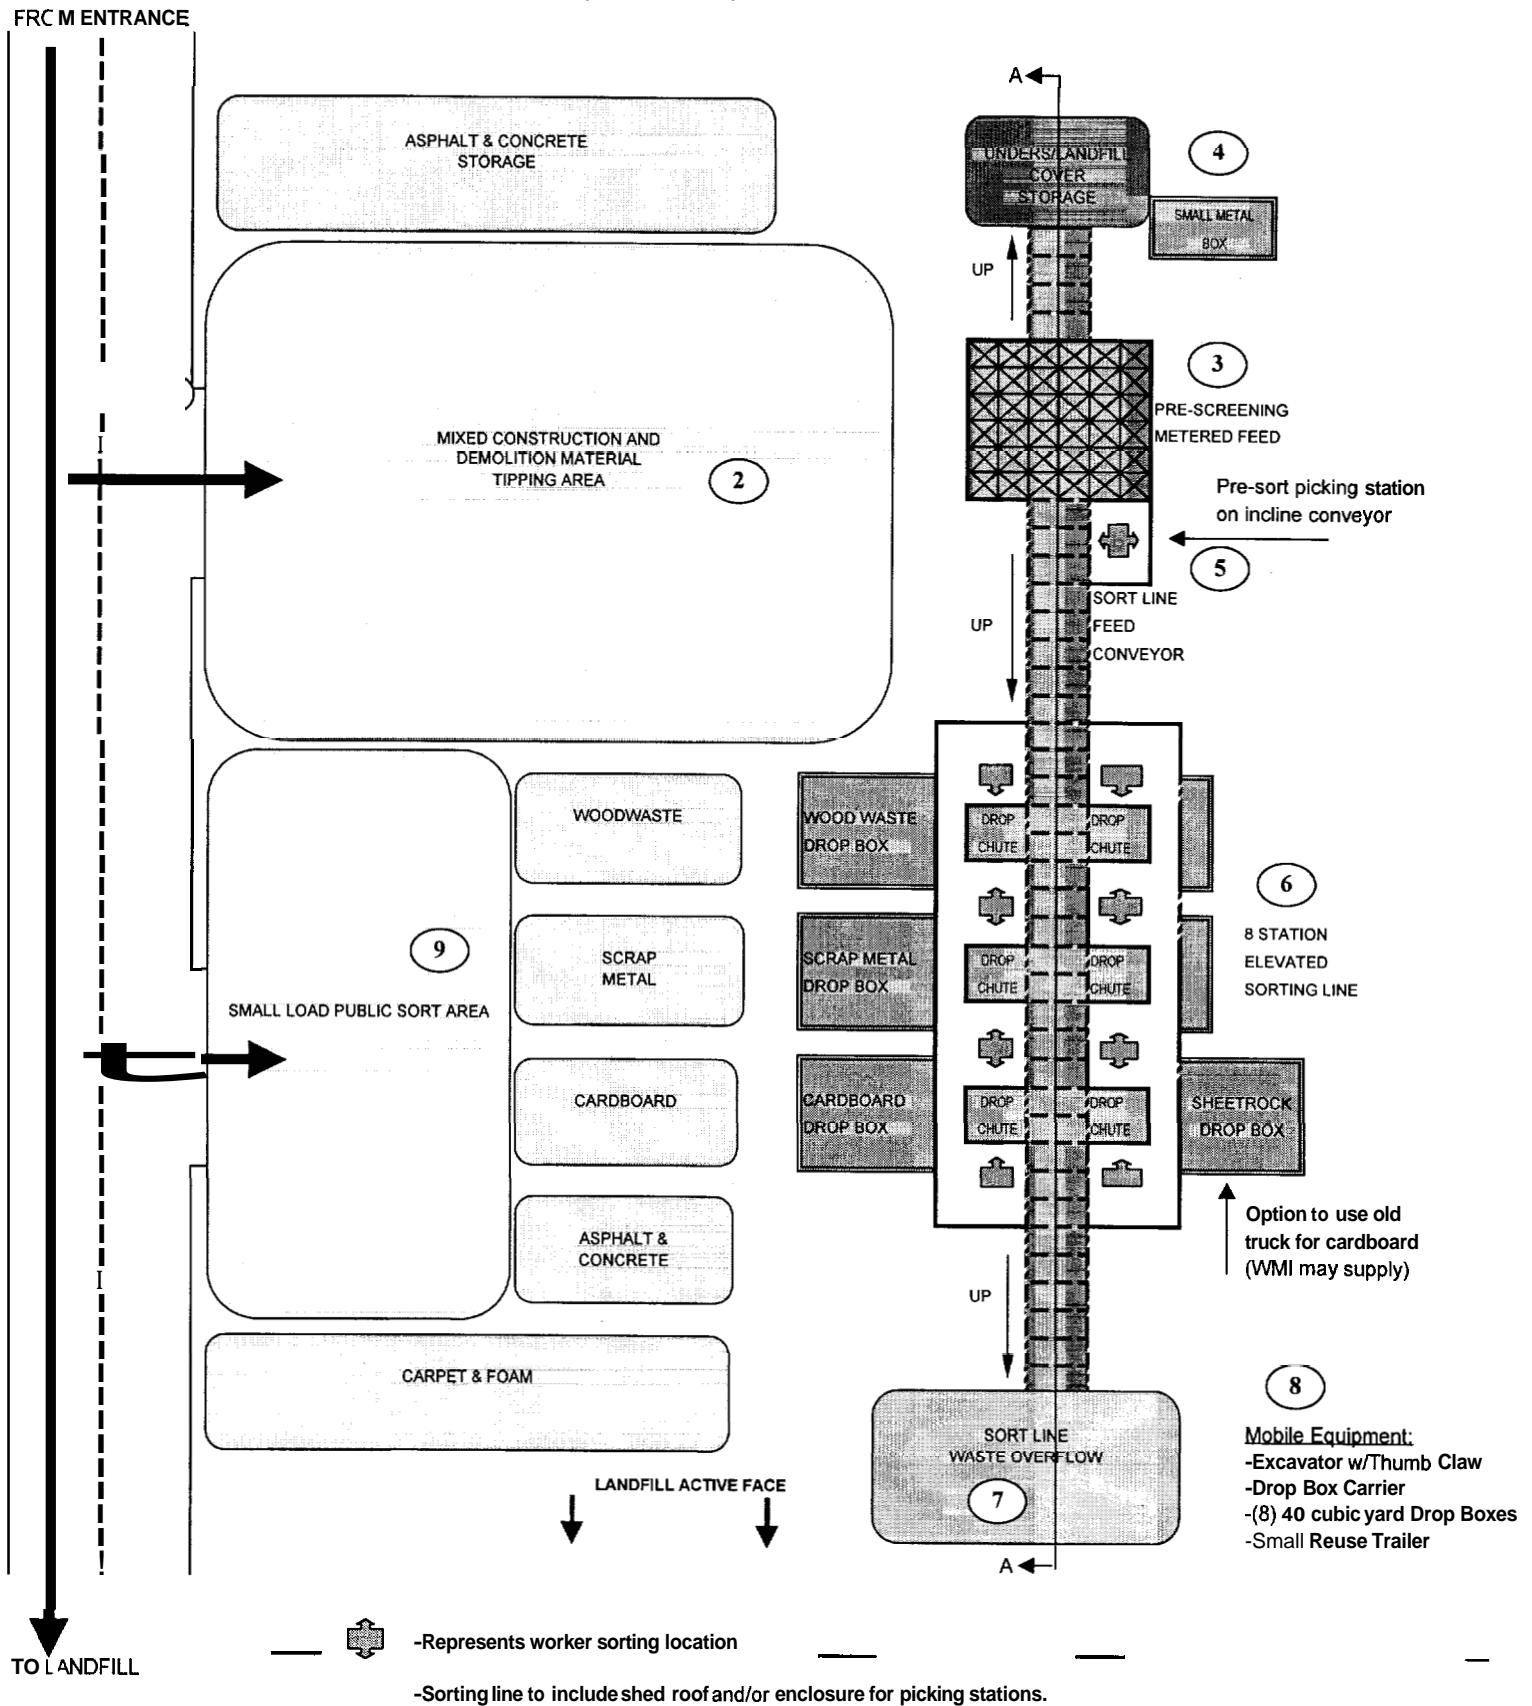 FROM ENTRANCE
A
ASPHALT & CONCRETE
STORAGE
UNDERS/LANDFILL
COVER
STORAGE
4
SMALL METAL
BOX
UP
3
PRE-SCREENING
METERED FEED
MIXED CONSTRUCTION AND
DEMOLITION MATERIAL
TIPPING AREA
2
Pre-sort picking station
on incline conveyor
5
SORT LINE
FEED
CONVEYOR
UP
WOODWASTE
WOOD WASTE
DROP BOX
DROP
CHUTE
DROP
CHUTE
6
8 STATION
ELEVATED
SORTING LINE
9
SMALL LOAD PUBLIC SORT AREA
SCRAP
METAL
SCRAP METAL
DROP BOX
DROP
CHUTE
DROP
CHUTE
CARDBOARD
CARDBOARD
DROP BOX
DROP
CHUTE
DROP
CHUTE
SHEETROCK
DROP BOX
Option to use old
truck for cardboard
(WMI may supply)
ASPHALT &
CONCRETE
UP
CARPET & FOAM
SORT LINE
WASTE OVERFLOW
7
8
Mobile Equipment:
-Excavator w/Thumb Claw
-Drop Box Carrier
-(8) 40 cubic yard Drop Boxes
-Small Reuse Trailer
LANDFILL ACTIVE FACE
A
TO LANDFILL
-Represents worker sorting location
-Sorting line to include shed roof and/or enclosure for picking stations.